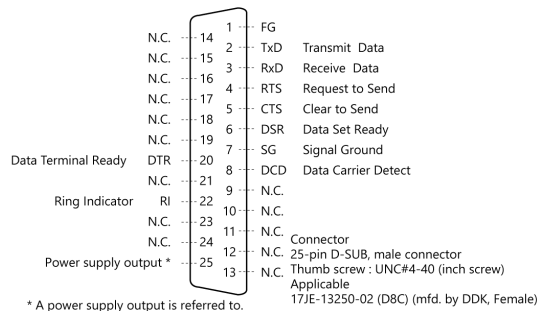 1 FG
N.C. 14
2 TxD Transmit Data
N.C. 15
3 RxD Receive Data
N.C. 16
4 RTS Request to Send
N.C. 17
5 CTS Clear to Send
N.C. 18
6 DSR Data Set Ready
N.C. 19
7 SG Signal Ground
Data Terminal Ready DTR 20
8 DCD Data Carrier Detect
N.C. 21
9 N.C.
Ring Indicator RI 22
10 N.C.
N.C. 23
11 N.C.
N.C. 24
12 N.C.
Power supply output * 25
13 N.C.
Connector
25-pin D-SUB, male connector
Thumb screw : UNC#4-40 (inch screw)
Applicable
17JE-13250-02 (D8C) (mfd. by DDK, Female)
* A power supply output is referred to.